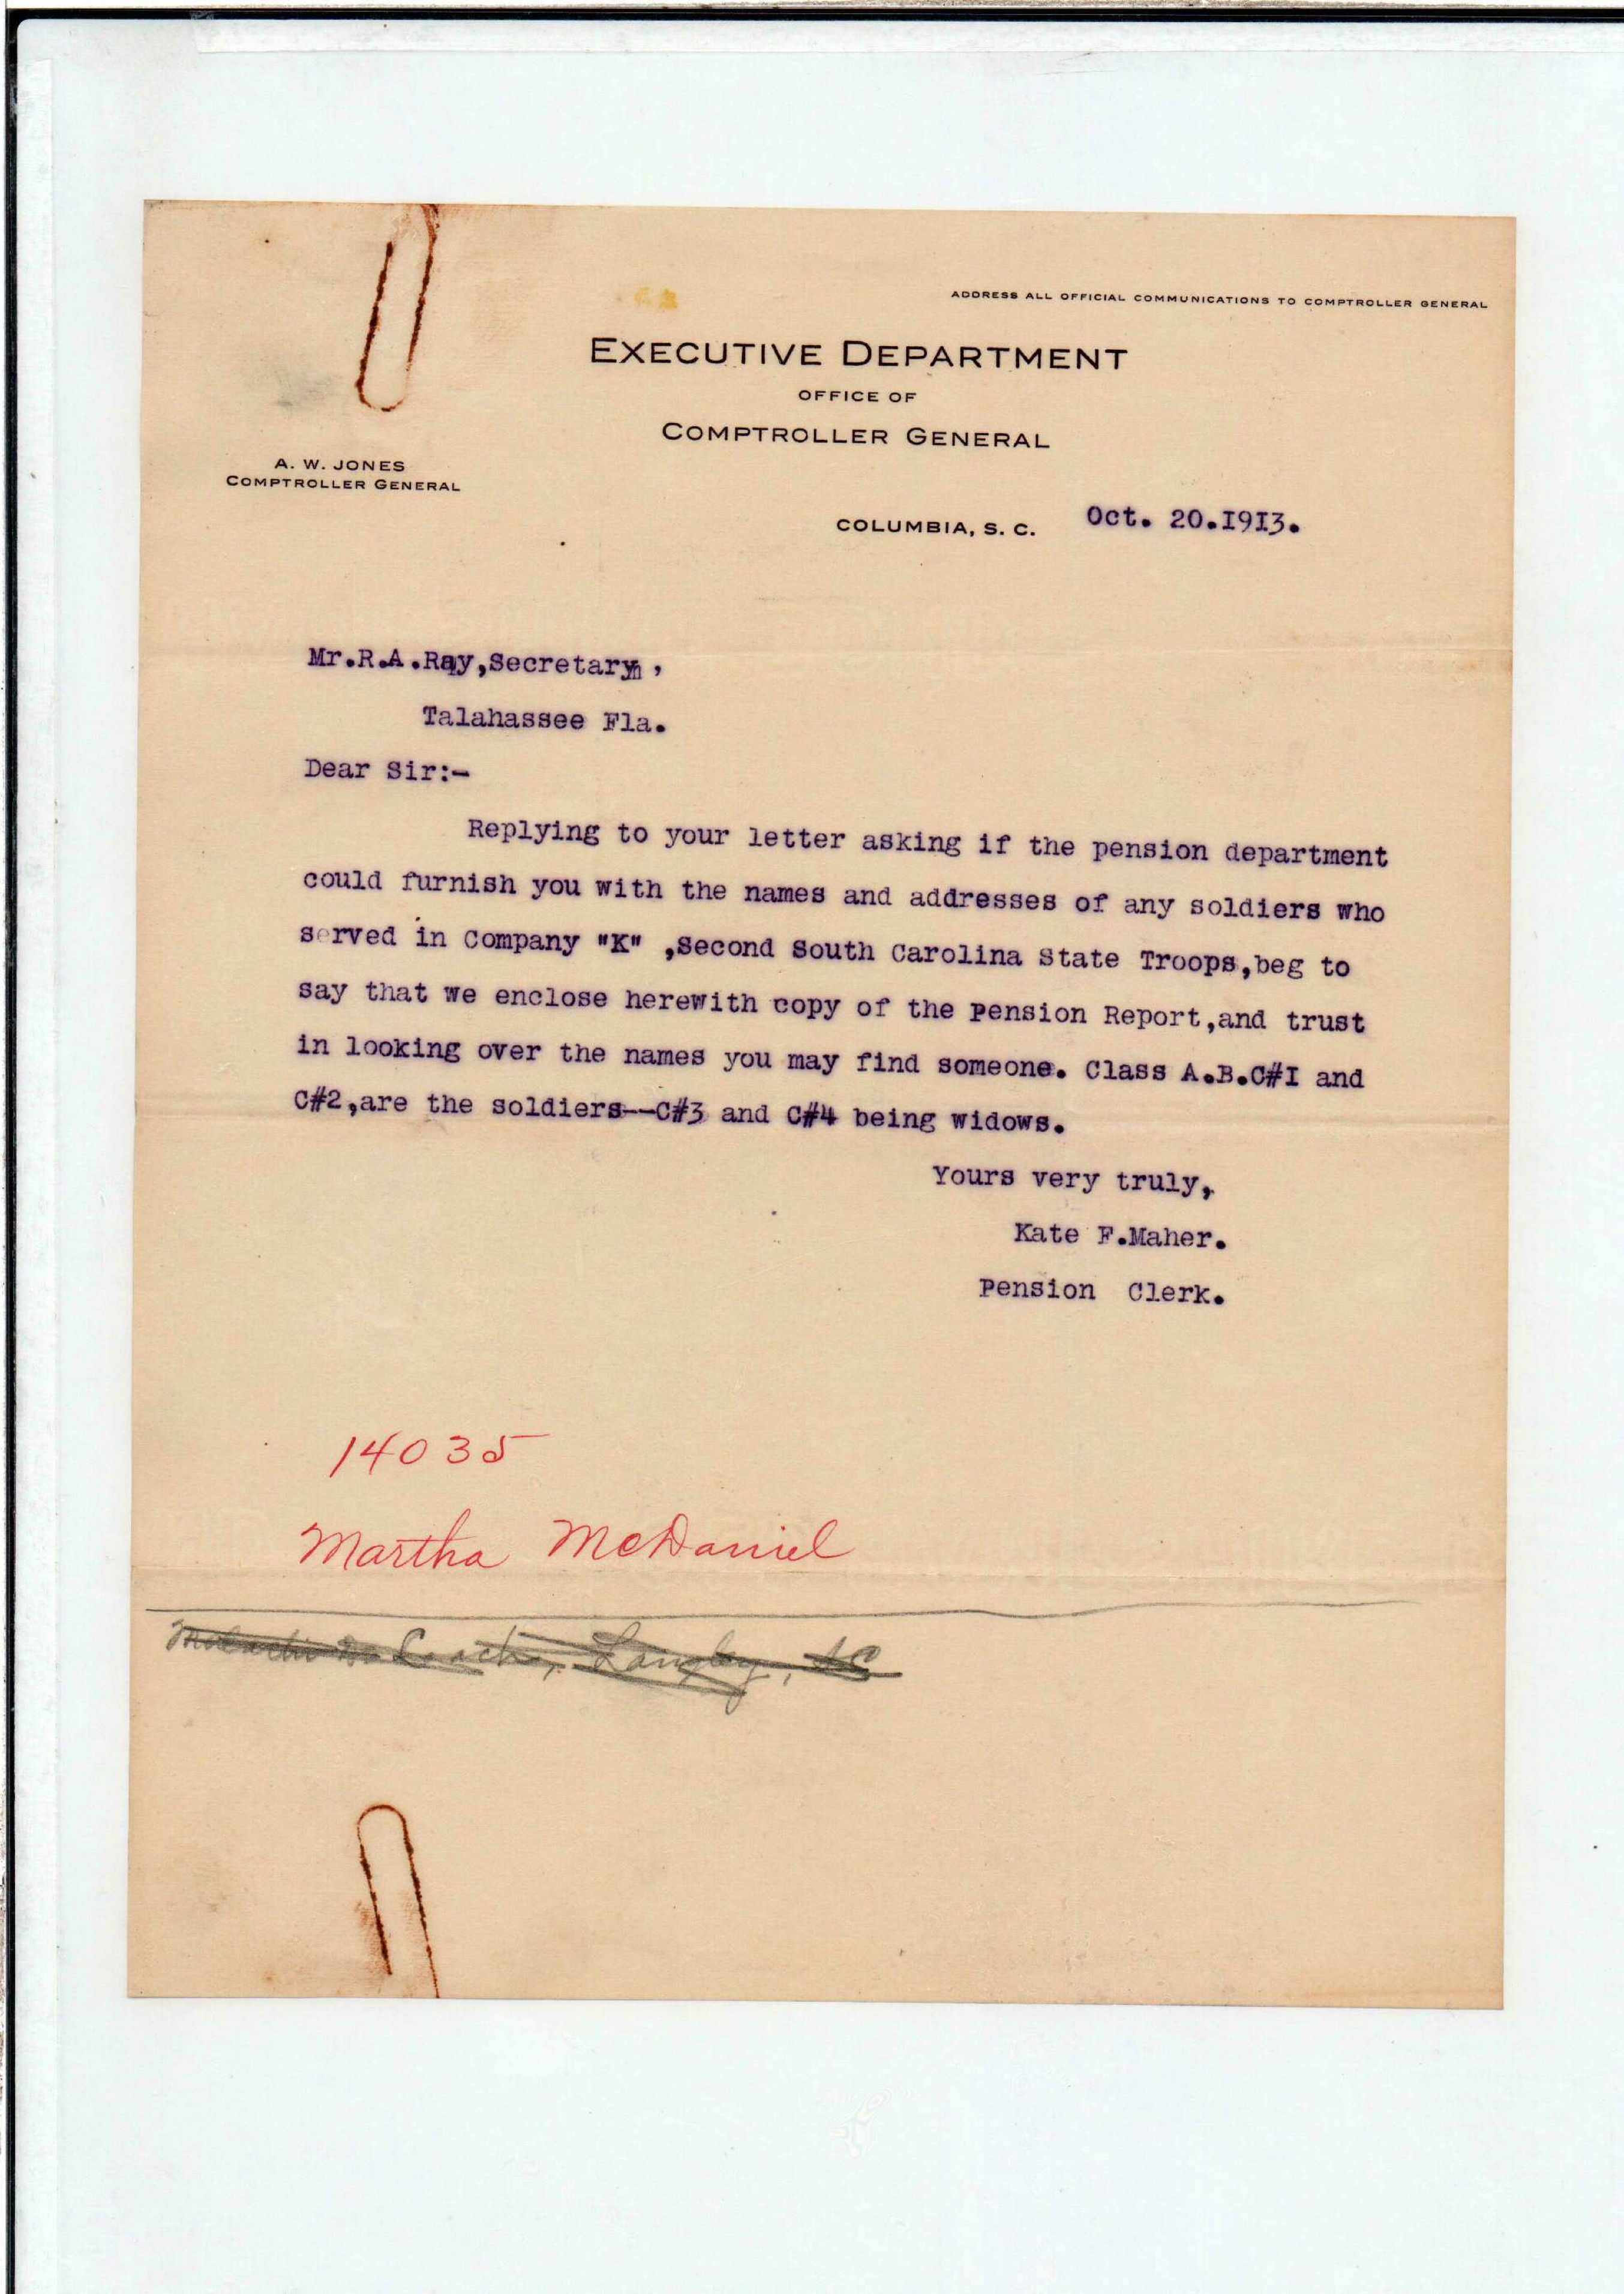 ADDRESS ALL OFFICIAL COMMUNICATIONS TO COMPTROLLER GENERAL
EXECUTIVE DEPARTMENT
OFFICE OF
COMPTROLLER GENERAL
A. W. JONES
COMPTROLLER GENERAL
COLUMBIA, S. C. Oct. 20.I9I3.
Mr.R.A.Ray,Secretary,
Talahassee Fla.
Dear Sir:-
Replying to your letter asking if the pension department
could furnish you with the names and addresses of any soldiers who
served in Company "K" ,Second South Carolina State Troops,beg to
say that we enclose herewith copy of the Pension Report,and trust
in looking over the names you may find someone. Class A.B.C#I and
C#2,are the soldiers--C#3 and C#4 being widows.
Yours very truly,
Kate F.Maher.
Pension Clerk.
14035
Martha McDaniel
Langley, SC